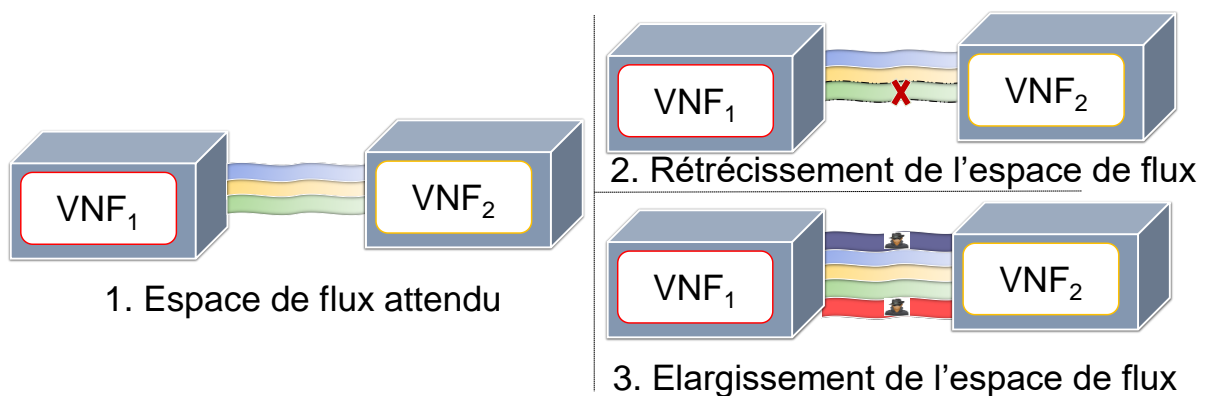 VNF₁
VNF₂
1. Espace de flux attendu
VNF₁
VNF₂
2. Rétrécissement de l’espace de flux
VNF₁
VNF₂
3. Elargissement de l’espace de flux